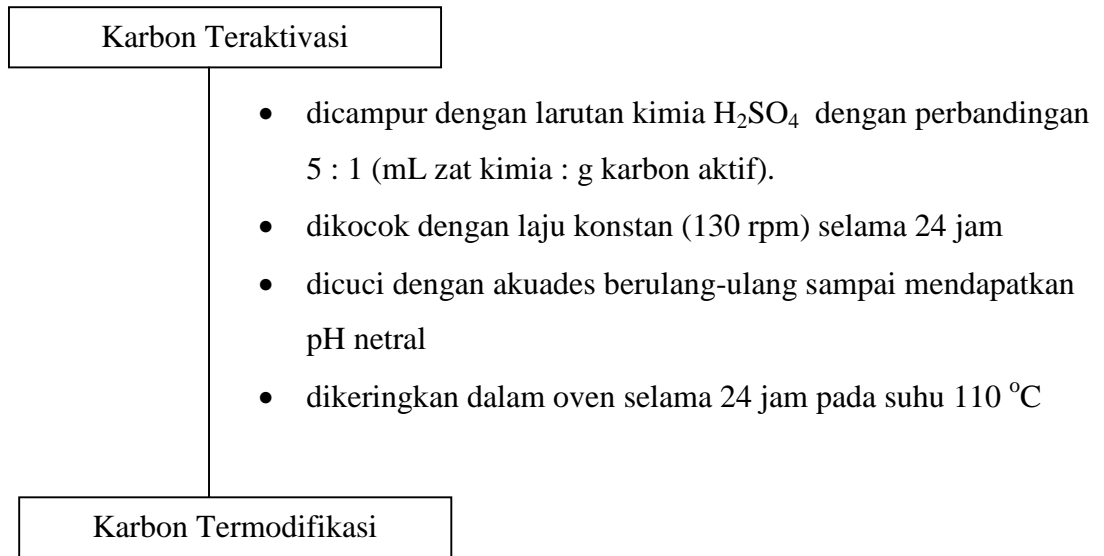 Karbon Teraktivasi
• dicampur dengan larutan kimia H₂SO₄ dengan perbandingan
5 : 1 (mL zat kimia : g karbon aktif).
• dikocok dengan laju konstan (130 rpm) selama 24 jam
• dicuci dengan akuades berulang-ulang sampai mendapatkan
pH netral
• dikeringkan dalam oven selama 24 jam pada suhu 110 ᵒC
Karbon Termodifikasi